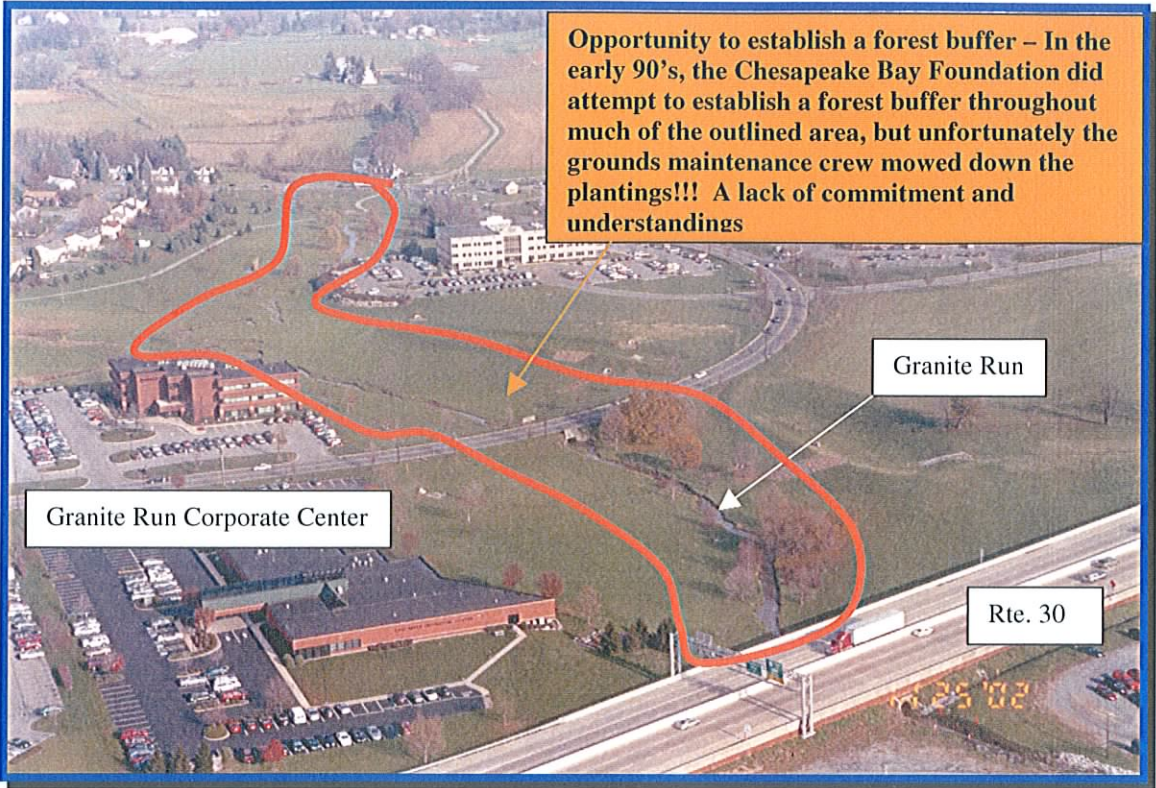 Opportunity to establish a forest buffer – In the
early 90's, the Chesapeake Bay Foundation did
attempt to establish a forest buffer throughout
much of the outlined area, but unfortunately the
grounds maintenance crew mowed down the
plantings!!! A lack of commitment and
understandings
Granite Run
Granite Run Corporate Center
Rte. 30
25 '02